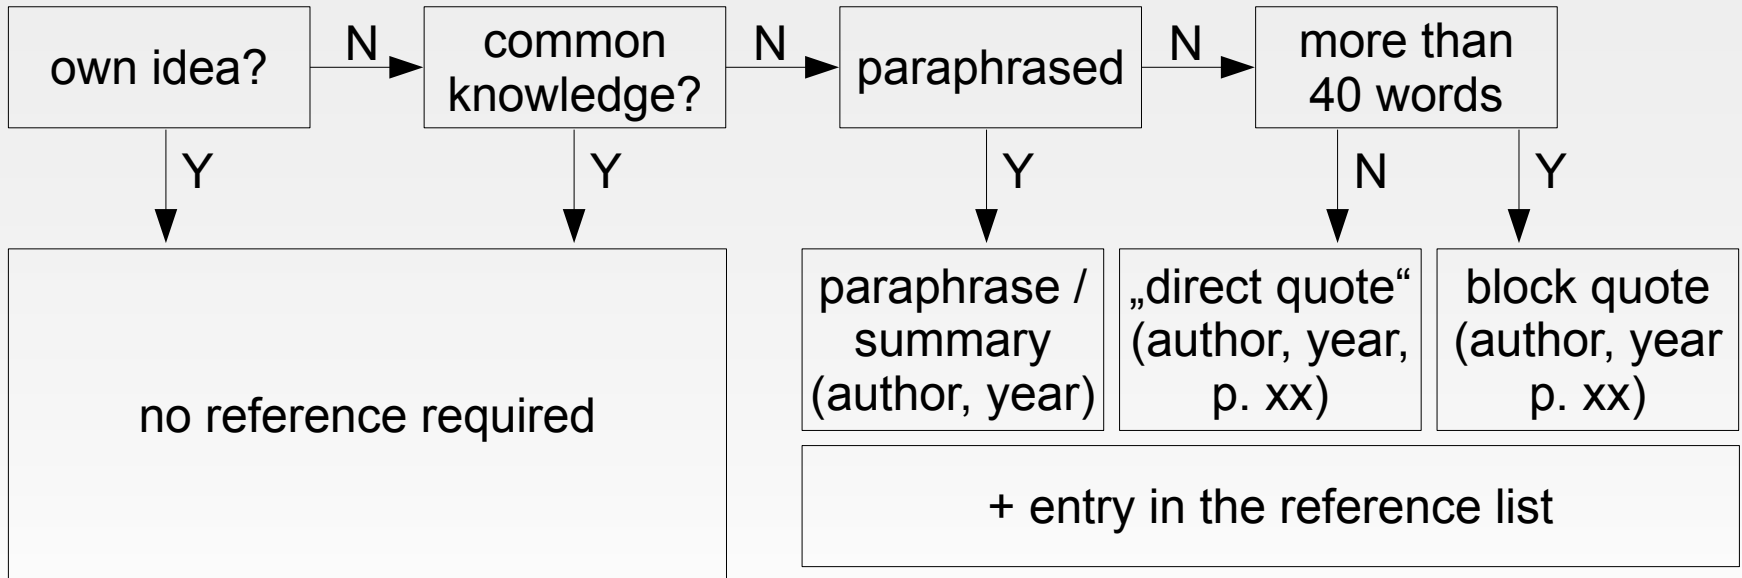 own idea?
N
common
knowledge?
N
paraphrased
N
more than
40 words
Y
Y
Y
N
Y
no reference required
paraphrase /
summary
(author, year)
„direct quote“
(author, year,
p. xx)
block quote
(author, year
p. xx)
+ entry in the reference list